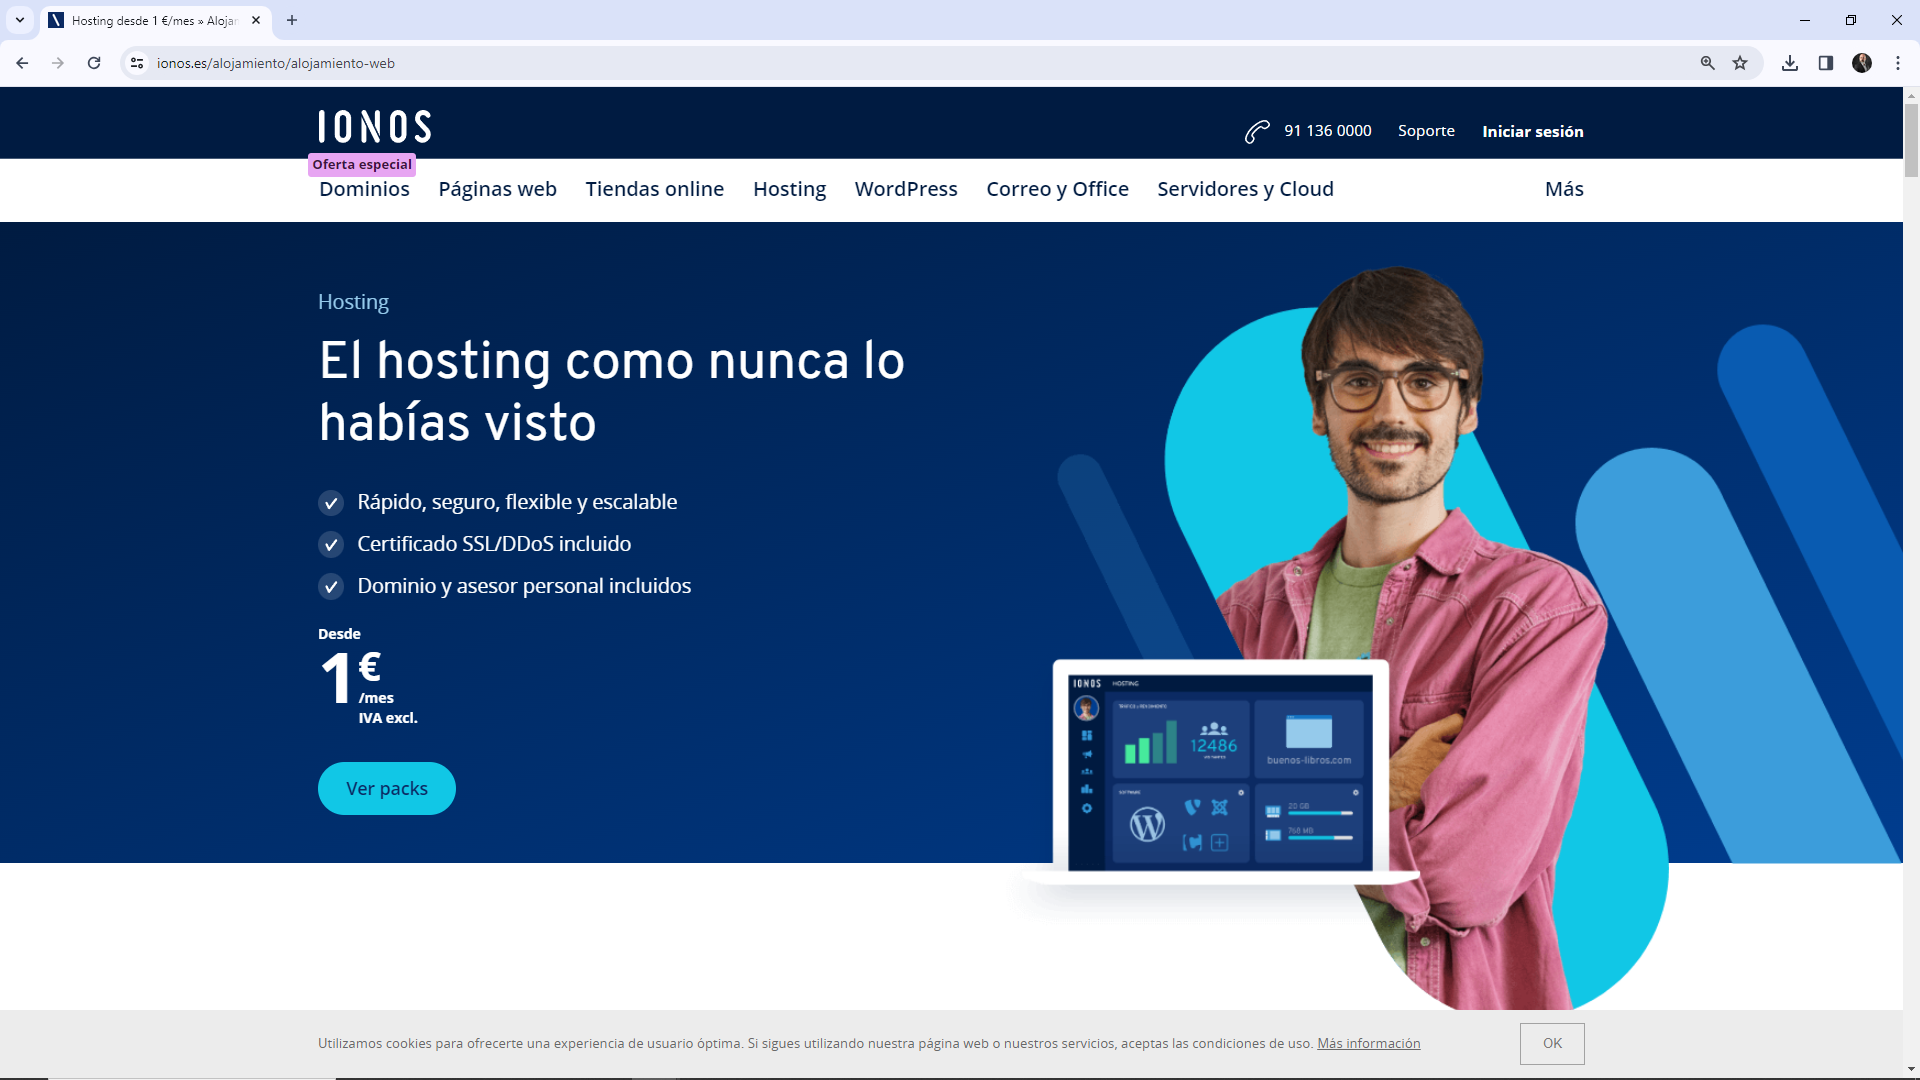 Hosting desde 1 €/mes » Alojar
ionos.es/alojamiento/alojamiento-web
IONOS
91 136 0000
Soporte
Iniciar sesión
Oferta especial
Dominios
Páginas web
Tiendas online
Hosting
WordPress
Correo y Office
Servidores y Cloud
Más
Hosting
El hosting como nunca lo
habías visto
Rápido, seguro, flexible y escalable
Certificado SSL/DDoS incluido
Dominio y asesor personal incluidos
Desde
1 €
/mes
IVA excl.
Ver packs
IONOS HOSTING
12486
buenos-libros.com
SOFTWARE
20 GB
768 MB
Utilizamos cookies para ofrecerte una experiencia de usuario óptima. Si sigues utilizando nuestra página web o nuestros servicios, aceptas las condiciones de uso. Más información
OK